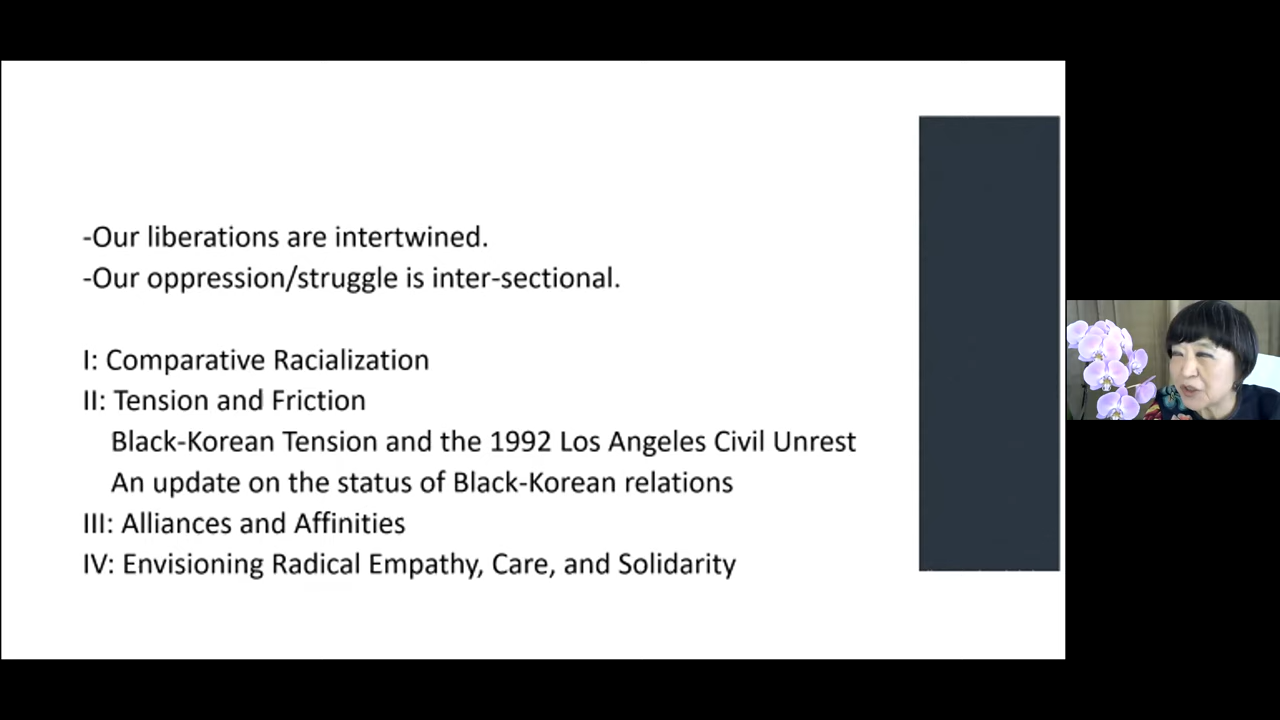 -Our liberations are intertwined.
-Our oppression/struggle is inter-sectional.
I: Comparative Racialization
II: Tension and Friction
Black-Korean Tension and the 1992 Los Angeles Civil Unrest
An update on the status of Black-Korean relations
III: Alliances and Affinities
IV: Envisioning Radical Empathy, Care, and Solidarity